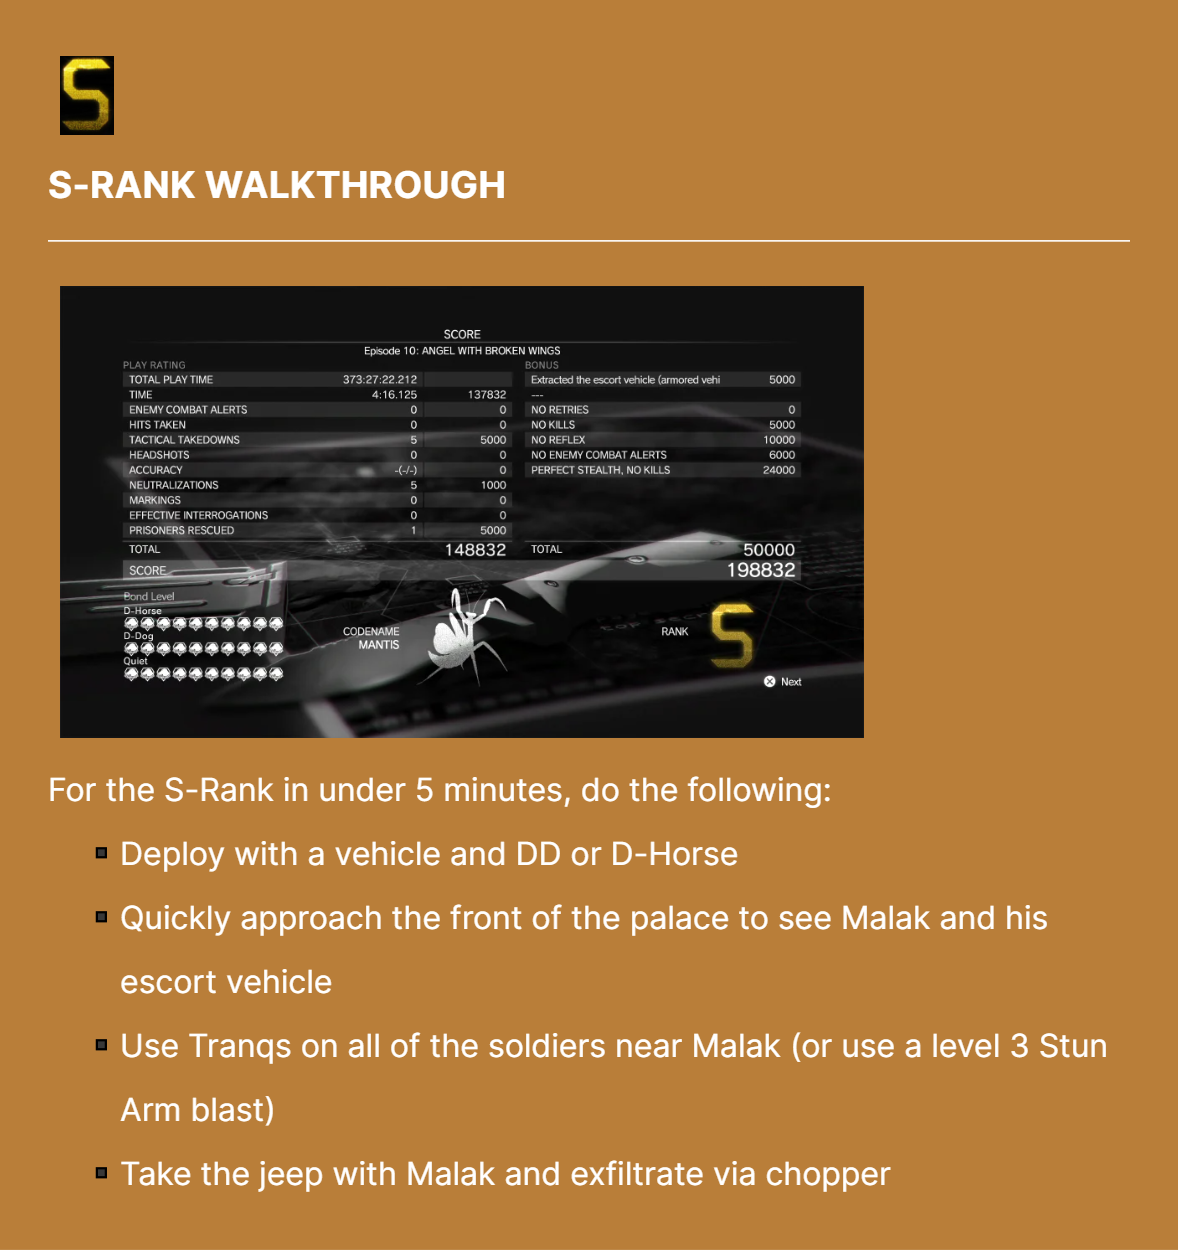 S
S-RANK WALKTHROUGH
SCORE
Episode 10: ANGEL WITH BROKEN WINGS
PLAY RATING
TOTAL PLAY TIME 373:27:22.212
TIME 4:16.125 137832
ENEMY COMBAT ALERTS 0 0
HITS TAKEN 0 0
TACTICAL TAKEDOWNS 5 5000
HEADSHOTS 0 0
ACCURACY -(-/-) 0
NEUTRALIZATIONS 5 1000
MARKINGS 0 0
EFFECTIVE INTERROGATIONS 0 0
PRISONERS RESCUED 1 5000
TOTAL 148832
BONUS
Extracted the escort vehicle (armored vehi 5000
---
NO RETRIES 0
NO KILLS 5000
NO REFLEX 10000
NO ENEMY COMBAT ALERTS 6000
PERFECT STEALTH, NO KILLS 24000
TOTAL 50000
SCORE 198832
Bond Level
D-Horse
D-Dog
Quiet
CODENAME
MANTIS
RANK S
Next
For the S-Rank in under 5 minutes, do the following:
Deploy with a vehicle and DD or D-Horse
Quickly approach the front of the palace to see Malak and his
escort vehicle
Use Tranqs on all of the soldiers near Malak (or use a level 3 Stun
Arm blast)
Take the jeep with Malak and exfiltrate via chopper